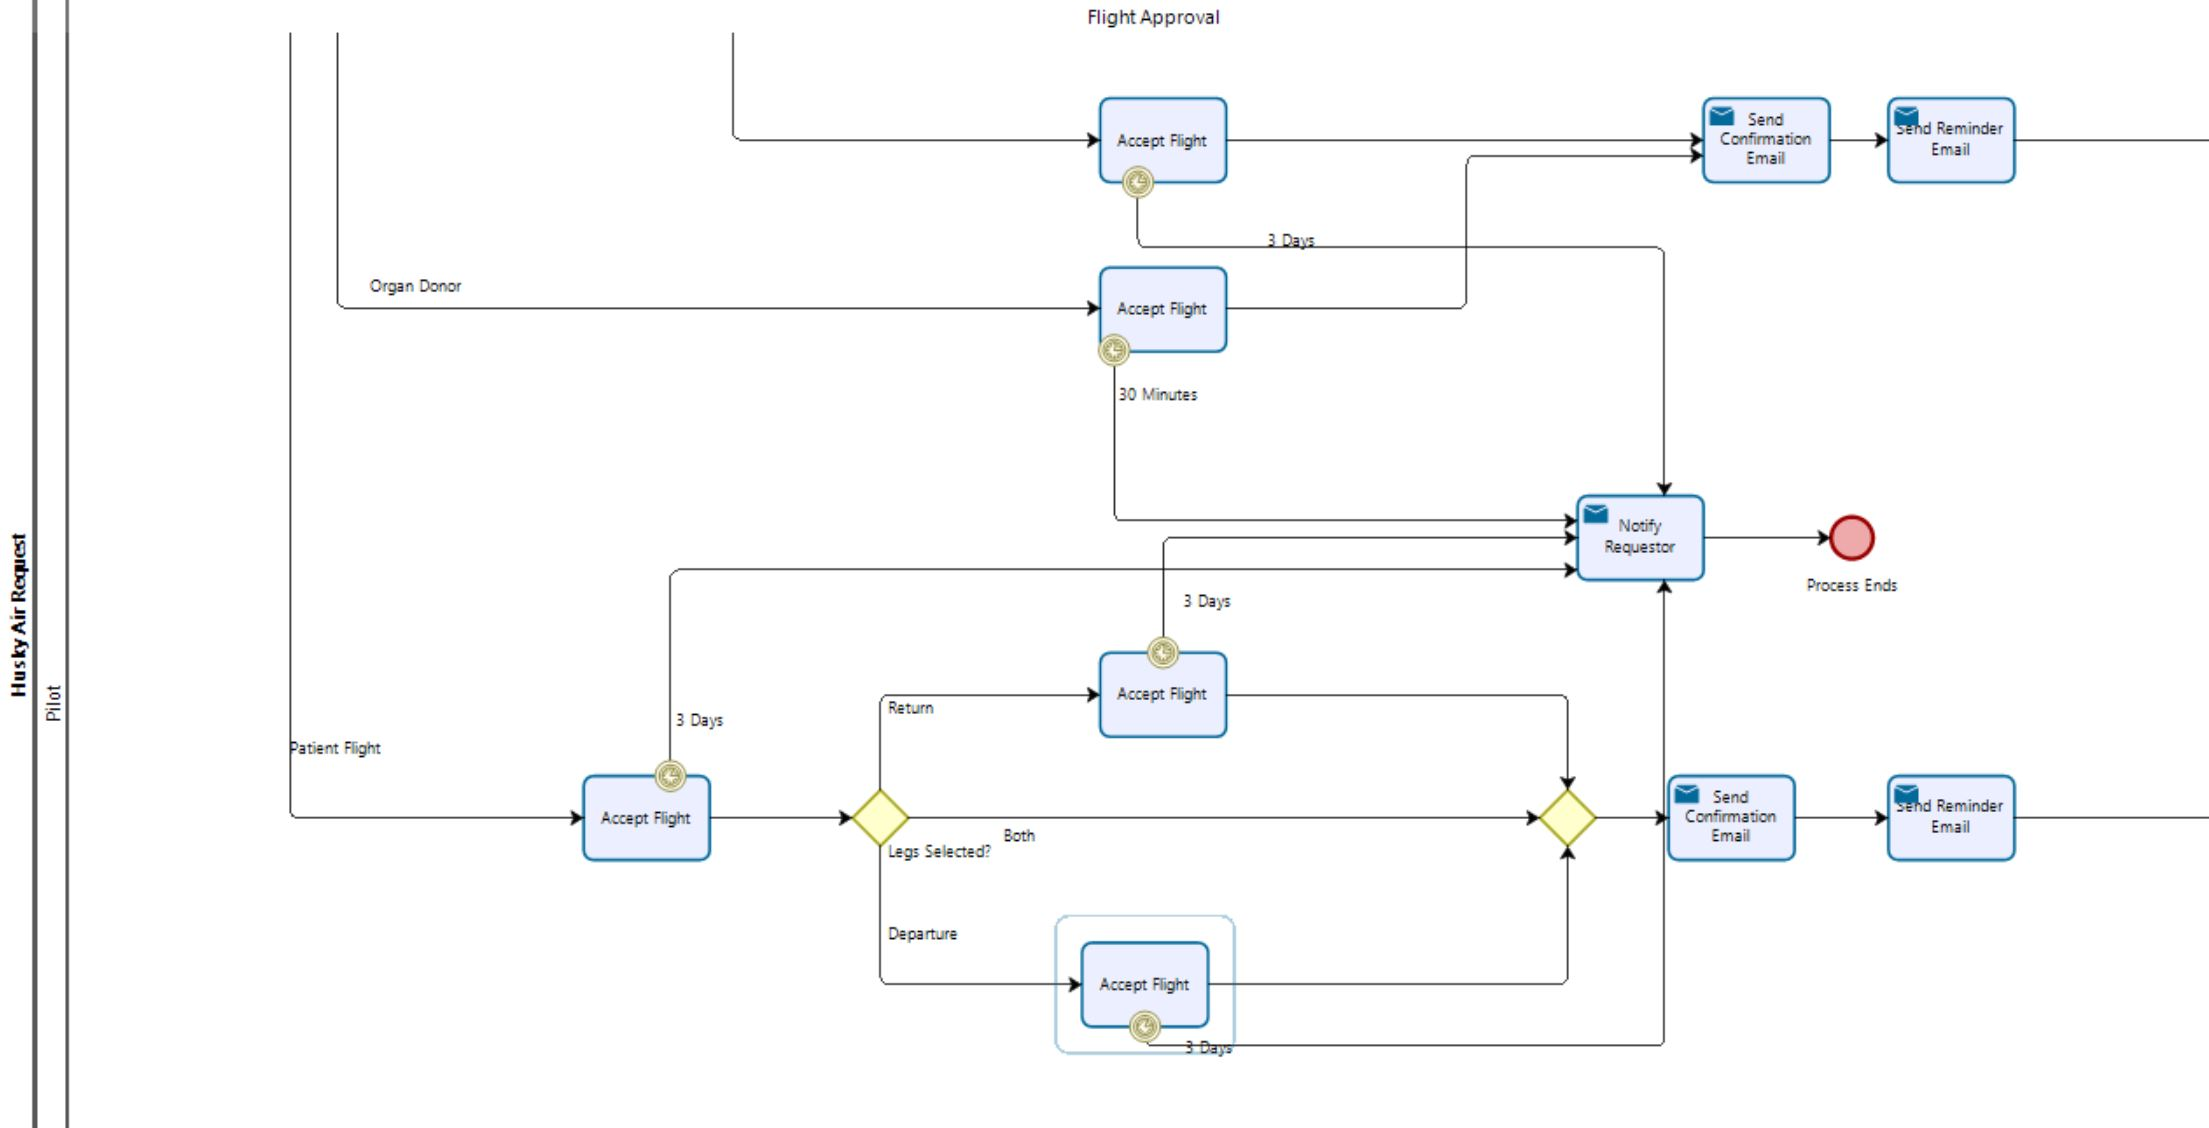 Flight Approval
Husky Air Request
Pilot
Accept Flight
Send
Confirmation
Email
Send Reminder
Email
3 Days
Organ Donor
Accept Flight
30 Minutes
Notify
Requestor
Process Ends
3 Days
Accept Flight
Return
3 Days
Patient Flight
Accept Flight
Both
Legs Selected?
Send
Confirmation
Email
Send Reminder
Email
Departure
Accept Flight
3 Days